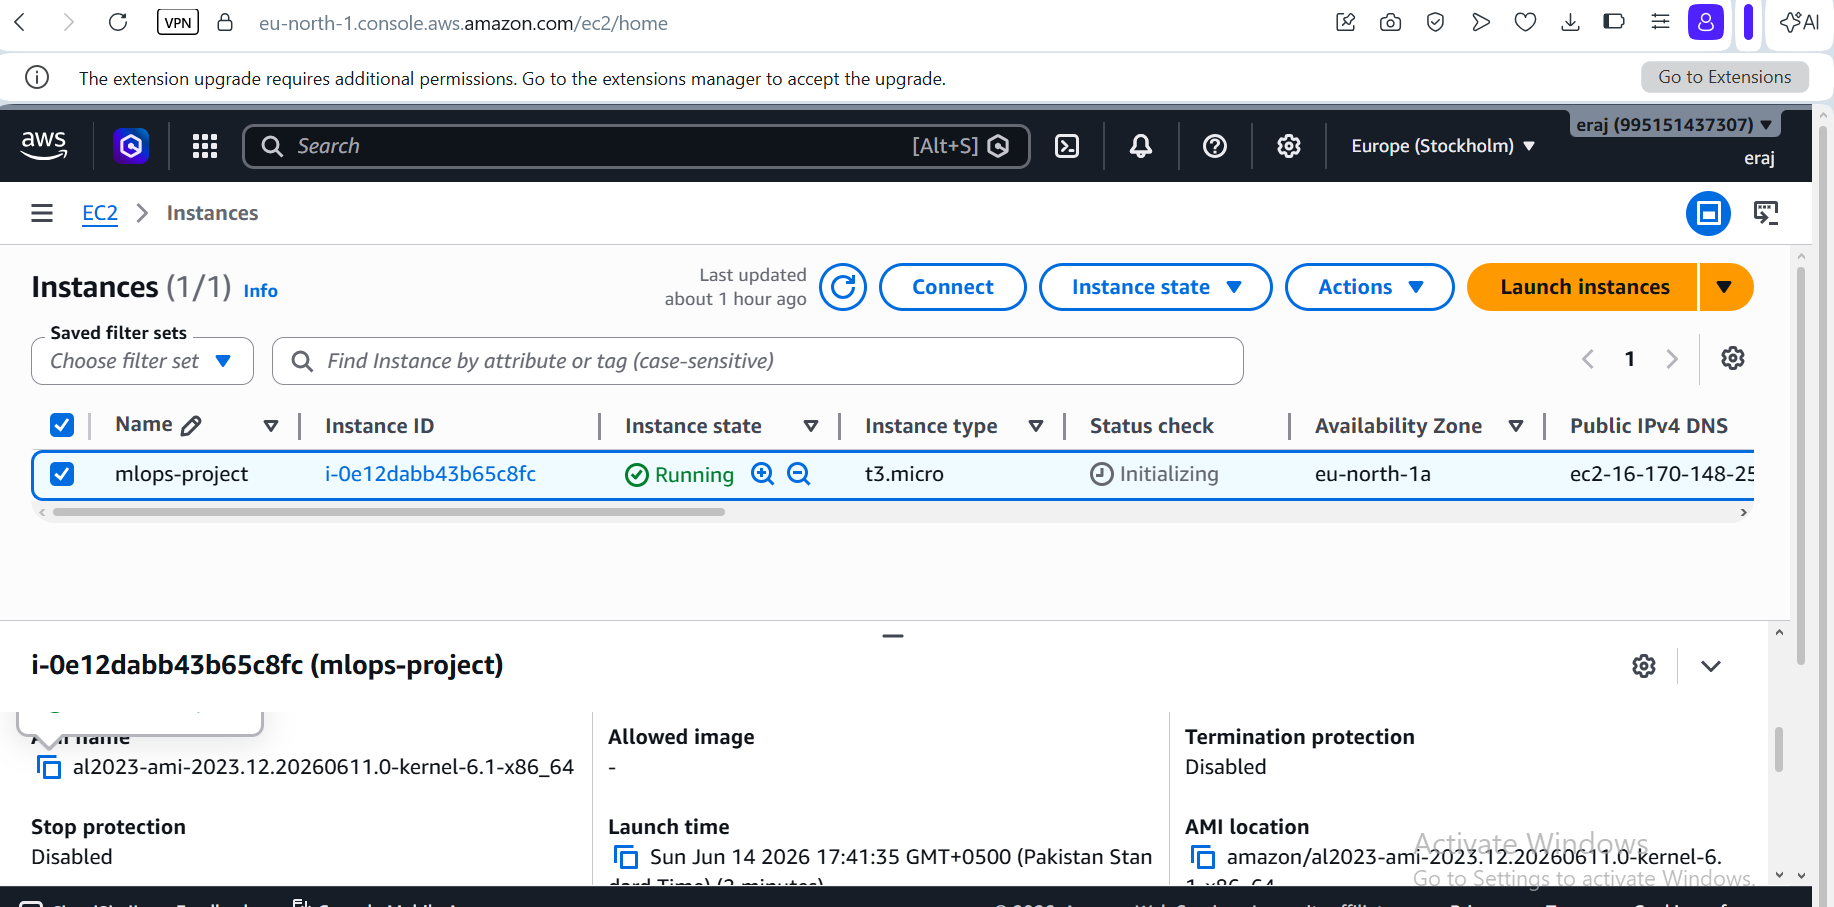 VPN
eu-north-1.console.aws.amazon.com/ec2/home
AI
The extension upgrade requires additional permissions. Go to the extensions manager to accept the upgrade.
Go to Extensions
aws
Search
[Alt+S]
Europe (Stockholm)
eraj (995151437307)
eraj
EC2
Instances
Instances (1/1)
Info
Last updated
about 1 hour ago
Connect
Instance state
Actions
Launch instances
Saved filter sets
Choose filter set
Find Instance by attribute or tag (case-sensitive)
1
Name
Instance ID
Instance state
Instance type
Status check
Availability Zone
Public IPv4 DNS
mlops-project
i-0e12dabb43b65c8fc
Running
t3.micro
Initializing
eu-north-1a
ec2-16-170-148-25
i-0e12dabb43b65c8fc (mlops-project)
name
al2023-ami-2023.12.20260611.0-kernel-6.1-x86_64
Allowed image
-
Termination protection
Disabled
Stop protection
Disabled
Launch time
Sun Jun 14 2026 17:41:35 GMT+0500 (Pakistan Stan
AMI location
amazon/al2023-ami-2023.12.20260611.0-kernel-6.
Activate Windows
Go to Settings to activate Windows.